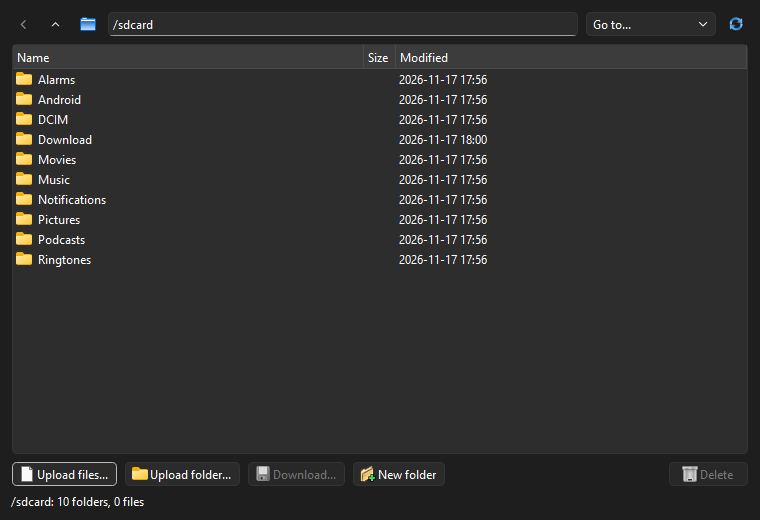 /sdcard Go to...
Name Size Modified
Alarms 2026-11-17 17:56
Android 2026-11-17 17:56
DCIM 2026-11-17 17:56
Download 2026-11-17 18:00
Movies 2026-11-17 17:56
Music 2026-11-17 17:56
Notifications 2026-11-17 17:56
Pictures 2026-11-17 17:56
Podcasts 2026-11-17 17:56
Ringtones 2026-11-17 17:56
Upload files... Upload folder... Download... New folder Delete
/sdcard: 10 folders, 0 files